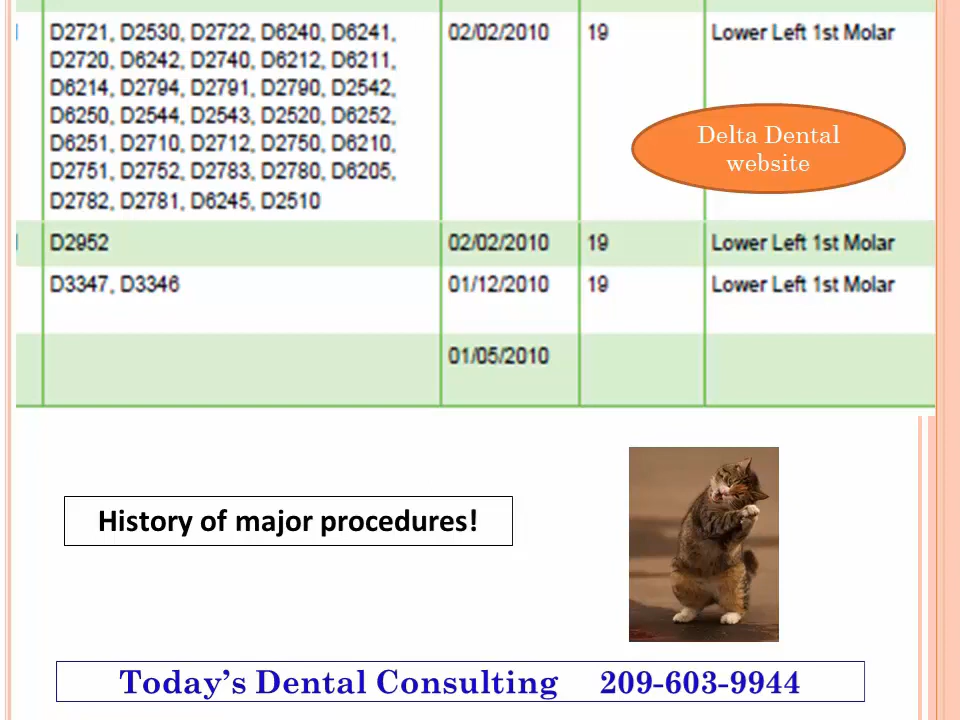 D2721, D2530, D2722, D6240, D6241, 02/02/2010 19 Lower Left 1st Molar
D2720, D6242, D2740, D6212, D6211,
D6214, D2794, D2791, D2790, D2542,
D6250, D2544, D2543, D2520, D6252,
D6251, D2710, D2712, D2750, D6210,
D2751, D2752, D2783, D2780, D6205,
D2782, D2781, D6245, D2510
Delta Dental
website
D2952 02/02/2010 19 Lower Left 1st Molar
D3347, D3346 01/12/2010 19 Lower Left 1st Molar
01/05/2010
History of major procedures!
Today's Dental Consulting 209-603-9944